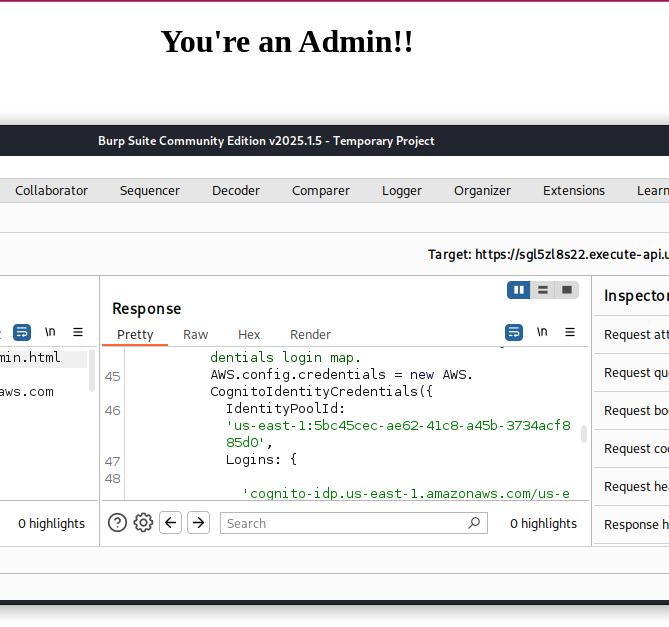 You're an Admin!!
Burp Suite Community Edition v2025.1.5 - Temporary Project
Collaborator Sequencer Decoder Comparer Logger Organizer Extensions Learn
Target: https://sgl5zl8s22.execute-api.u
Response
Inspector
Pretty Raw Hex Render
\n
\n
min.html
aws.com
dentials login map.
45 AWS.config.credentials = new AWS.
CognitoIdentityCredentials({
46 IdentityPoolId:
'us-east-1:5bc45cec-ae62-41c8-a45b-3734acf8
85d0',
47 Logins: {
48
'cognito-idp.us-east-1.amazonaws.com/us-e
Request att
Request qu
Request bo
Request coo
Request hea
Response h
0 highlights
Search
0 highlights